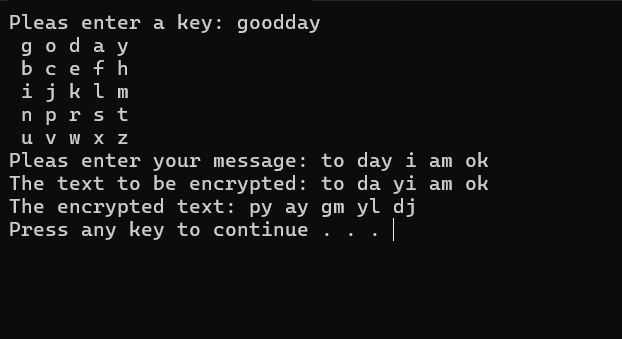 Pleas enter a key: goodday
g o d a y
b c e f h
i j k l m
n p r s t
u v w x z
Pleas enter your message: to day i am ok
The text to be encrypted: to da yi am ok
The encrypted text: py ay gm yl dj
Press any key to continue . . .